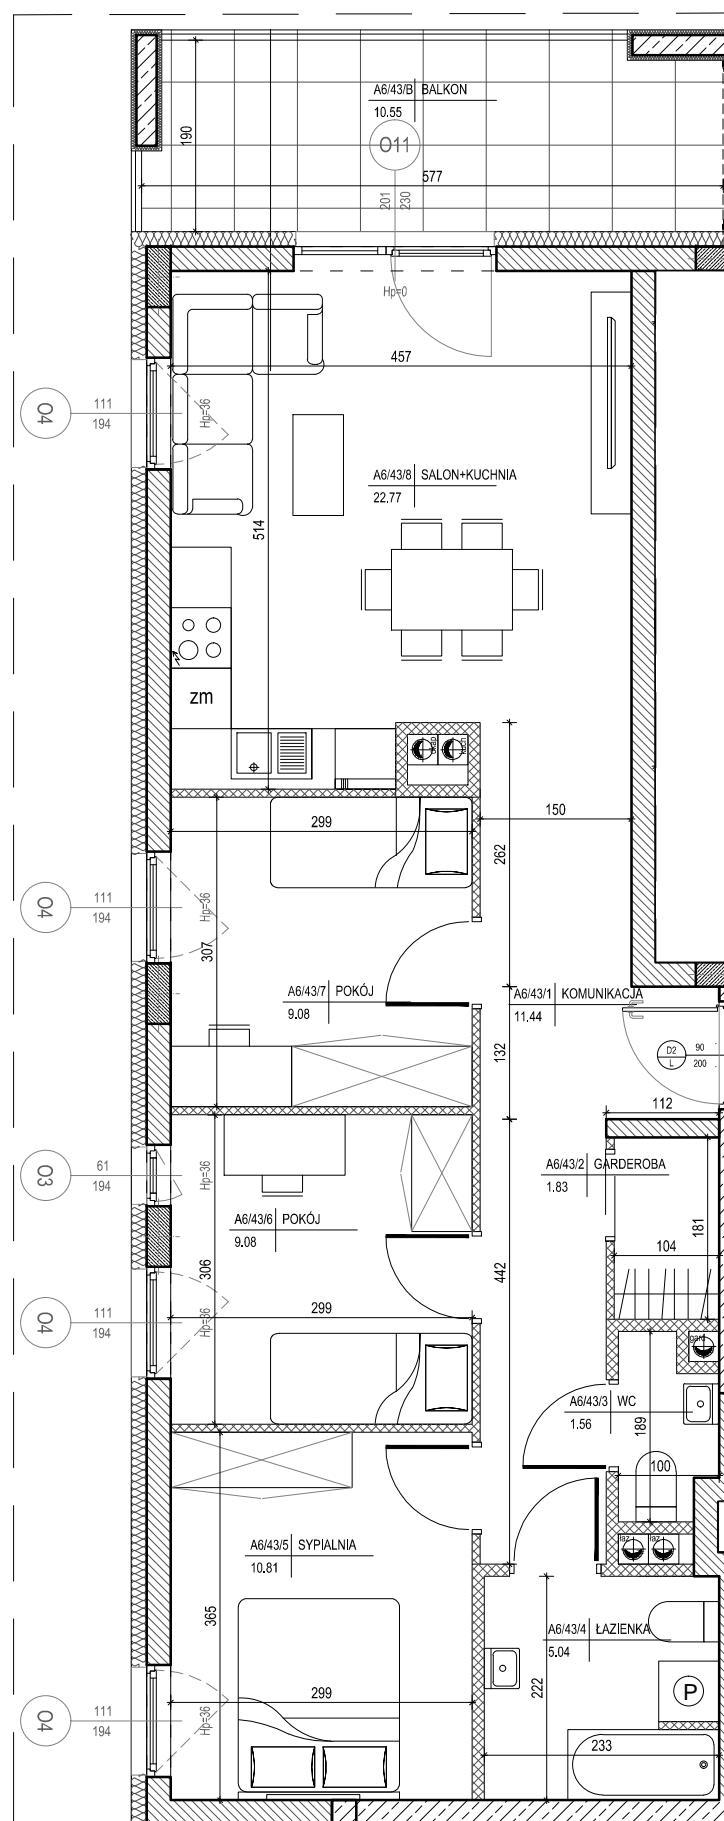 A6/43/B BALKON
10.55
190
O11
577
201
230
Hp=0
457
O4
111
194
Hp=36
A6/43/8 SALON+KUCHNIA
22.77
514
zm
okap
kuch
299
150
262
O4
111
194
Hp=36
307
A6/43/7 POKÓJ
9.08
A6/43/1 KOMUNIKACJA
11.44
132
D2
L
90
200
112
O3
61
194
Hp=36
A6/43/2 GARDEROBA
1.83
181
A6/43/6 POKÓJ
9.08
104
306
442
299
O4
111
194
Hp=36
gard
A6/43/3 WC
1.56
189
100
łaz
łaz
A6/43/5 SYPIALNIA
10.81
365
A6/43/4 ŁAZIENKA
5.04
222
P
299
O4
111
194
Hp=36
233